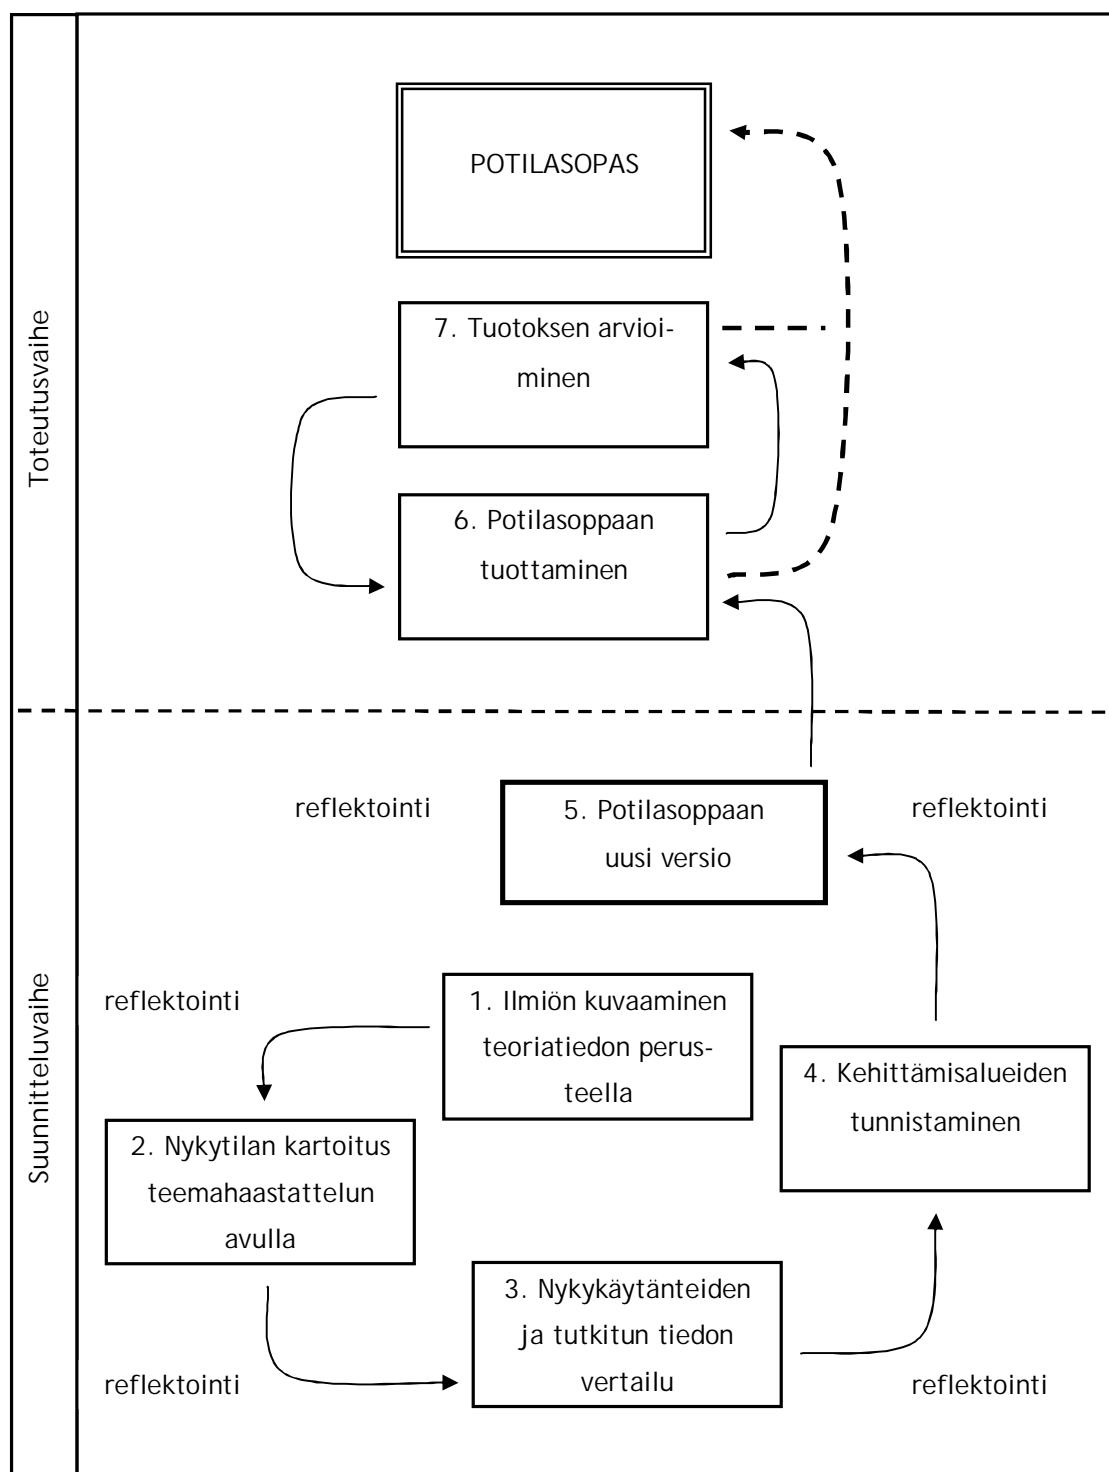 Toteutusvaihe
POTILASOPAS
7. Tuotoksen arvioi-
minen
6. Potilasoppaan
tuottaminen
Suunnitteluvaihe
reflektointi
5. Potilasoppaan
uusi versio
reflektointi
reflektointi
1. Ilmiön kuvaaminen
teoriatiedon perus-
teella
4. Kehittämisalueiden
tunnistaminen
2. Nykytilan kartoitus
teemahaastattelun
avulla
3. Nykykäytänteiden
ja tutkitun tiedon
vertailu
reflektointi
reflektointi